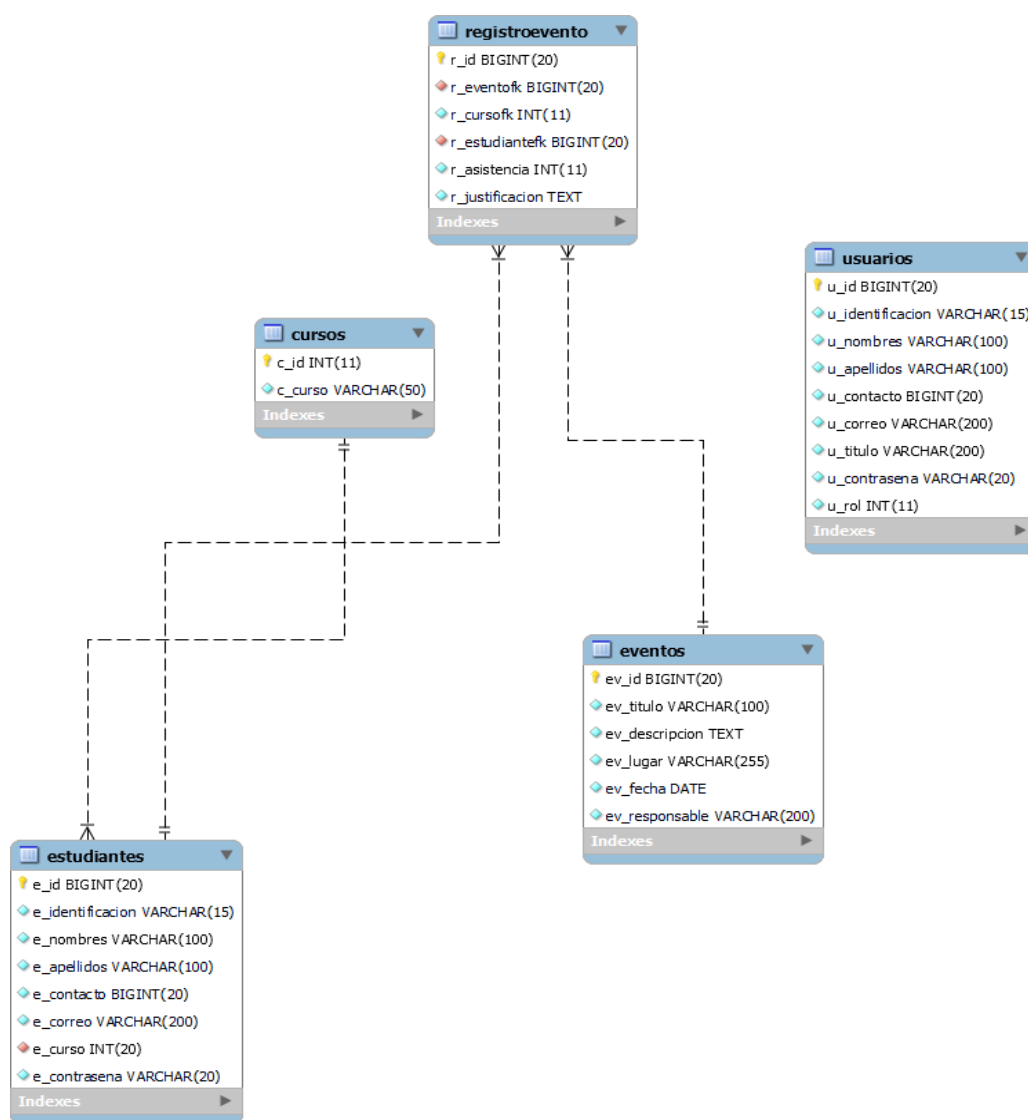 registroevento
r_id BIGINT(20)
r_eventofk BIGINT(20)
r_cursofk INT(11)
r_estudiantefk BIGINT(20)
r_asistencia INT(11)
r_justificacion TEXT
Indexes
usuarios
u_id BIGINT(20)
u_identificacion VARCHAR(15)
u_nombres VARCHAR(100)
u_apellidos VARCHAR(100)
u_contacto BIGINT(20)
u_correo VARCHAR(200)
u_titulo VARCHAR(200)
u_contrasena VARCHAR(20)
u_rol INT(11)
Indexes
cursos
c_id INT(11)
c_curso VARCHAR(50)
Indexes
eventos
ev_id BIGINT(20)
ev_titulo VARCHAR(100)
ev_descripcion TEXT
ev_lugar VARCHAR(255)
ev_fecha DATE
ev_responsable VARCHAR(200)
Indexes
estudiantes
e_id BIGINT(20)
e_identificacion VARCHAR(15)
e_nombres VARCHAR(100)
e_apellidos VARCHAR(100)
e_contacto BIGINT(20)
e_correo VARCHAR(200)
e_curso INT(20)
e_contrasena VARCHAR(20)
Indexes